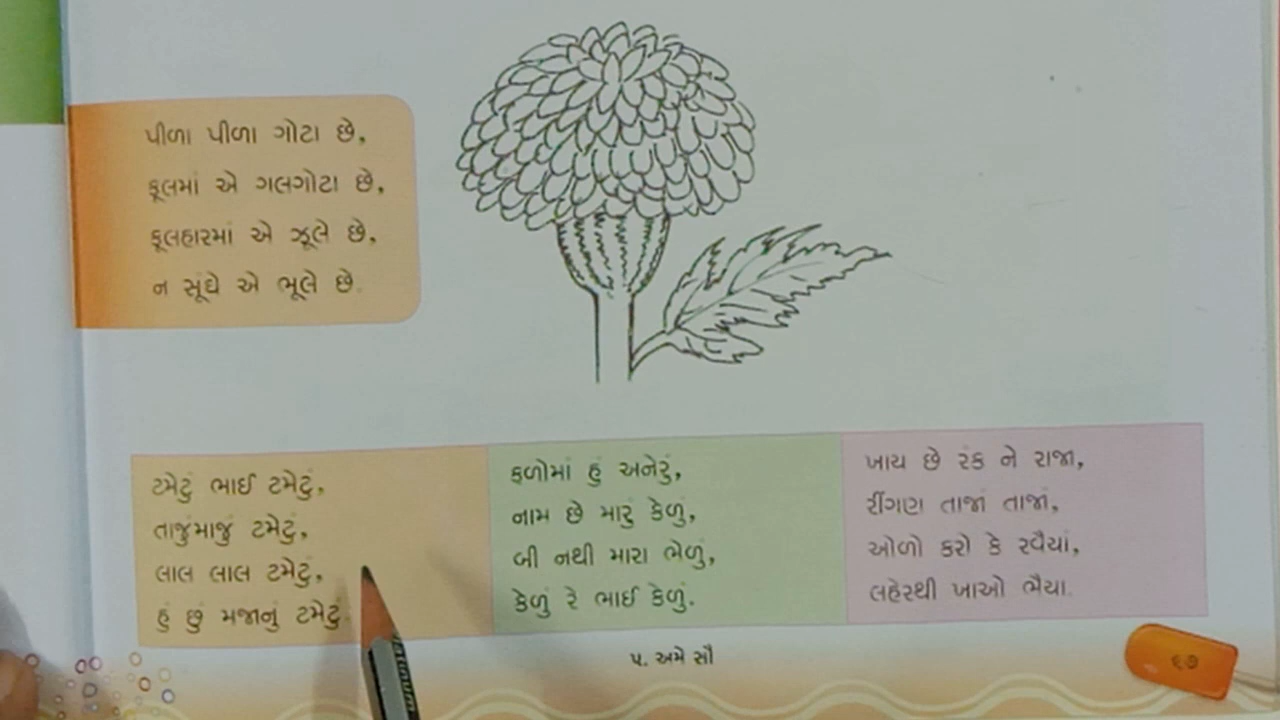 પીળા પીળા ગોટા છે,
ફૂલમાં એ ગલગોટા છે,
ફૂલહારમાં એ ઝૂલે છે,
ન સૂંઘે એ ભૂલે છે.
ટમેટું ભાઈ ટમેટું,
તાજુંમાજું ટમેટું,
લાલ લાલ ટમેટું,
હું છું મજાનું ટમેટું.
ફળોમાં હું અનેરું,
નામ છે મારું કેળું,
બી નથી મારા ભેળું,
કેળું રે ભાઈ કેળું.
ખાય છે રંક ને રાજા,
રીંગણ તાજાં તાજાં,
ઓળો કરો કે રવૈયાં,
લહેરથી ખાઓ ભૈયા.
૫. અમે સૌ
૬૭